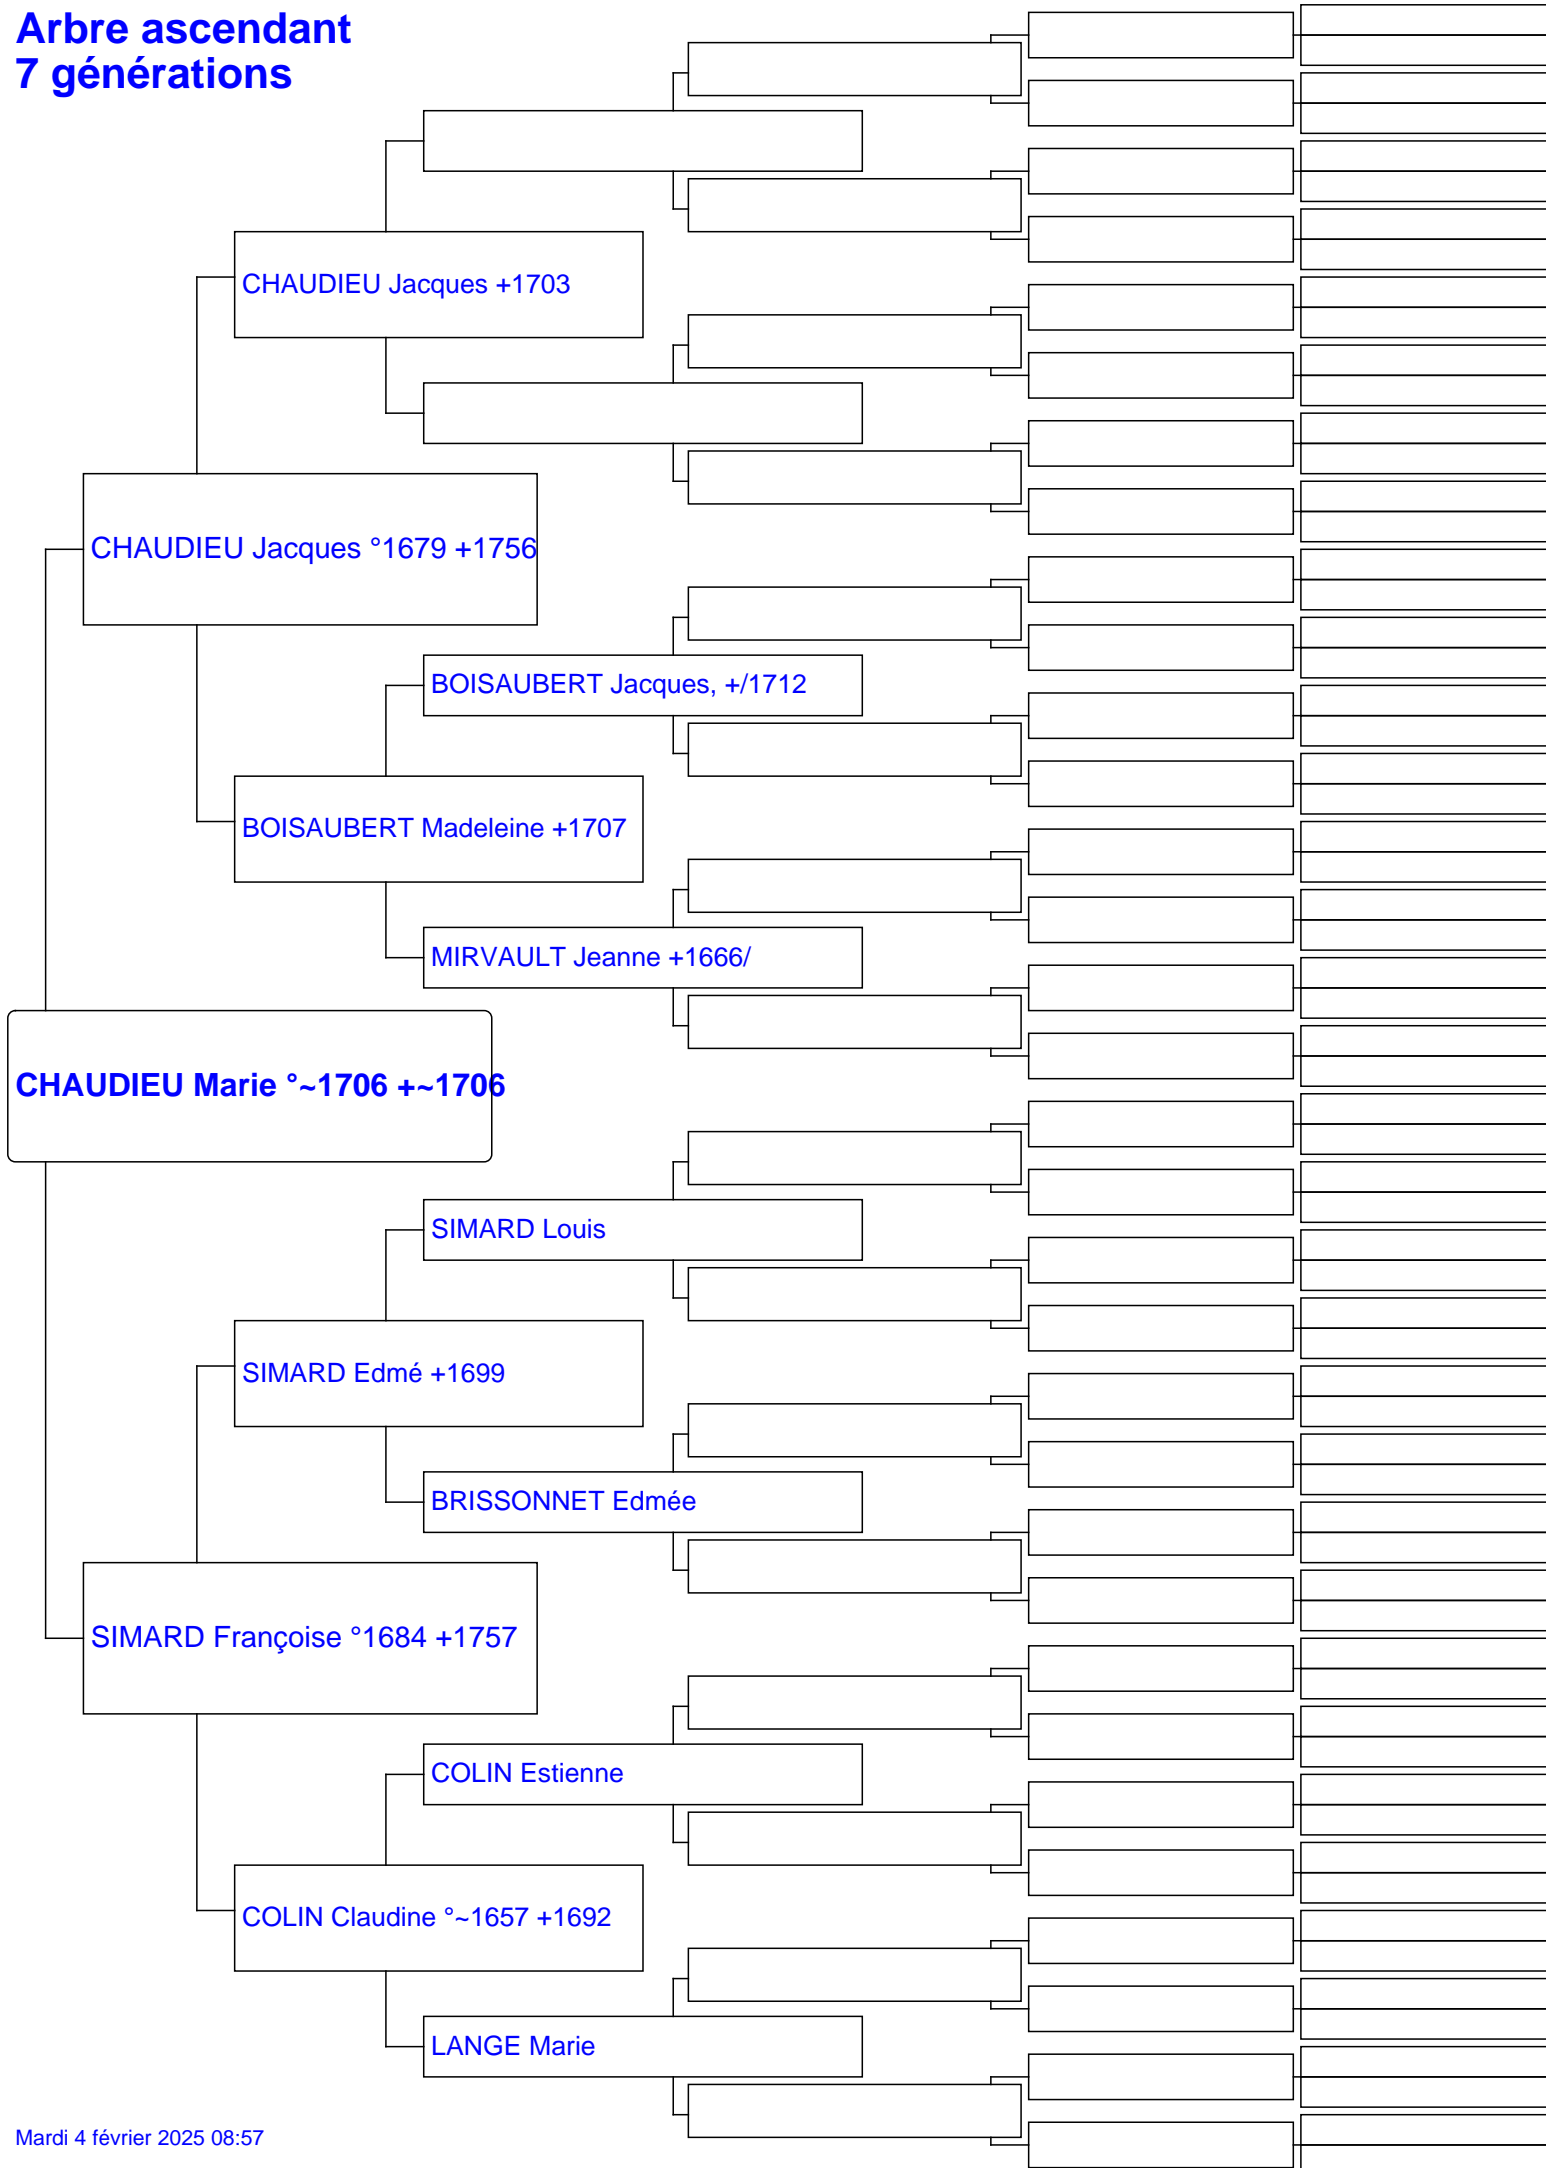 Arbre ascendant
7 générations
CHAUDIEU Jacques +1703
CHAUDIEU Jacques °1679 +1756
BOISAUBERT Jacques, +/1712
BOISAUBERT Madeleine +1707
MIRVAULT Jeanne +1666/
CHAUDIEU Marie °~1706 +~1706
SIMARD Louis
SIMARD Edmé +1699
BRISSONNET Edmée
SIMARD Françoise °1684 +1757
COLIN Estienne
COLIN Claudine °~1657 +1692
LANGE Marie
Mardi 4 février 2025 08:57